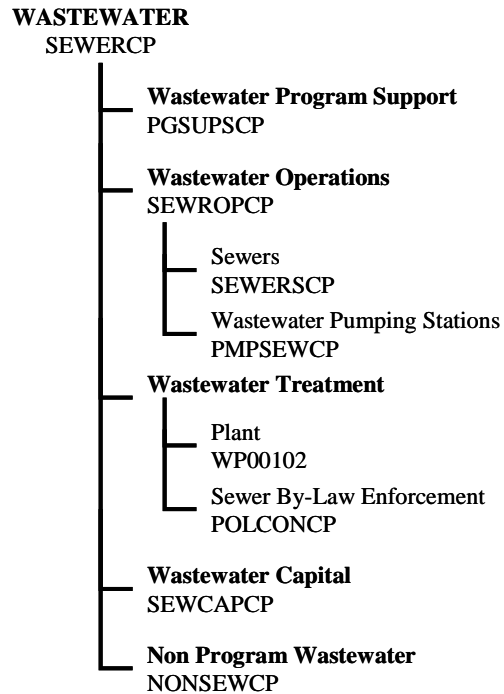 WASTEWATER
SEWERCP
Wastewater Program Support
PGSUPSCP
Wastewater Operations
SEWROPCP
Sewers
SEWERSCP
Wastewater Pumping Stations
PMPSEWCP
Wastewater Treatment
Plant
WP00102
Sewer By-Law Enforcement
POLCONCP
Wastewater Capital
SEWCAPCP
Non Program Wastewater
NONSEWCP